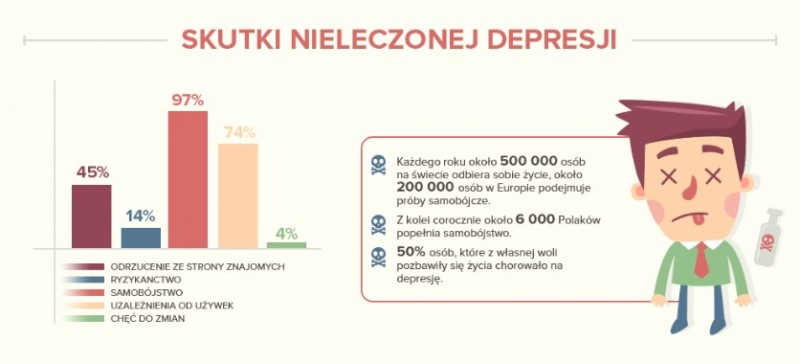 SKUTKI NIELECZONEJ DEPRESJI
97%
74%
45%
14%
4%
ODRZUCENIE ZE STRONY ZNAJOMYCH
RYZYKANCTWO
SAMOBÓJSTWO
UZALEŻNIENIA OD UŻYWEK
CHĘĆ DO ZMIAN
Każdego roku około 500 000 osób
na świecie odbiera sobie życie, około
200 000 osób w Europie podejmuje
próby samobójcze.
Z kolei corocznie około 6 000 Polaków
popełnia samobójstwo.
50% osób, które z własnej woli
pozbawiły się życia chorowało na
depresję.